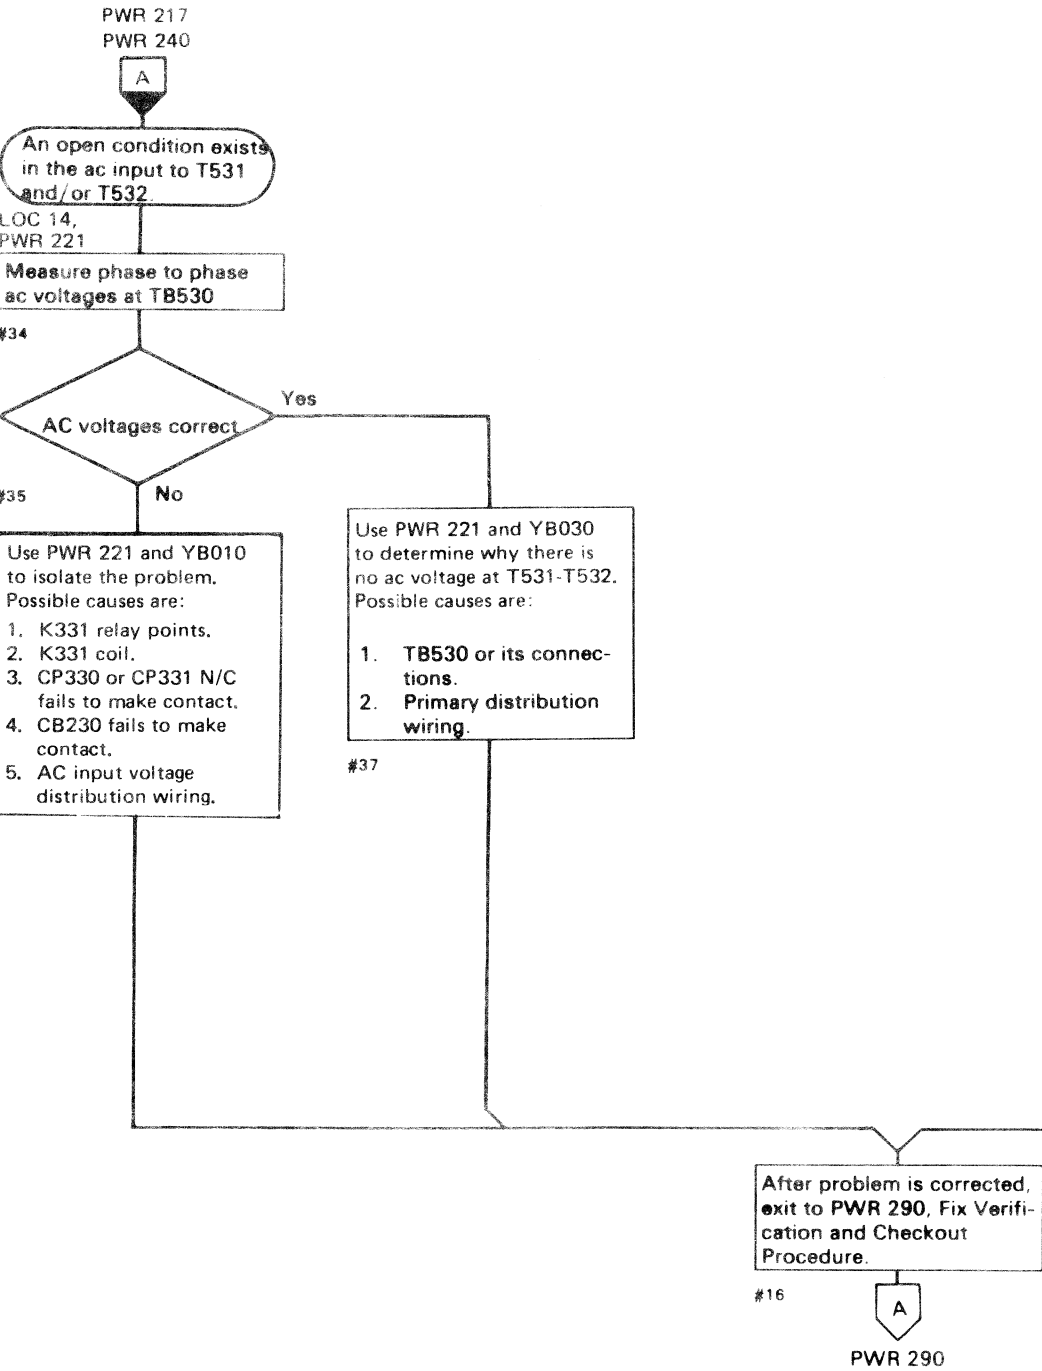 PWR 217
PWR 240
A
An open condition exists
in the ac input to T531
and/or T532.
LOC 14,
PWR 221
Measure phase to phase
ac voltages at TB530
#34
AC voltages correct
Yes
No
#35
Use PWR 221 and YB010
to isolate the problem.
Possible causes are:
1. K331 relay points.
2. K331 coil.
3. CP330 or CP331 N/C
fails to make contact.
4. CB230 fails to make
contact.
5. AC input voltage
distribution wiring.
Use PWR 221 and YB030
to determine why there is
no ac voltage at T531-T532.
Possible causes are:
1. TB530 or its connec-
tions.
2. Primary distribution
wiring.
#37
After problem is corrected,
exit to PWR 290, Fix Verifi-
cation and Checkout
Procedure.
#16
A
PWR 290